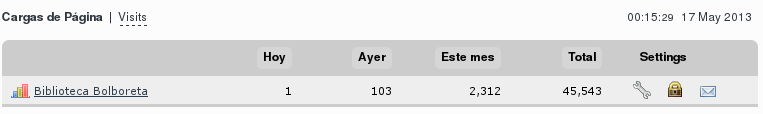 Cargas de Página | Visits 00:15:29 17 May 2013
Hoy Ayer Este mes Total Settings
Biblioteca Bolboreta 1 103 2,312 45,543